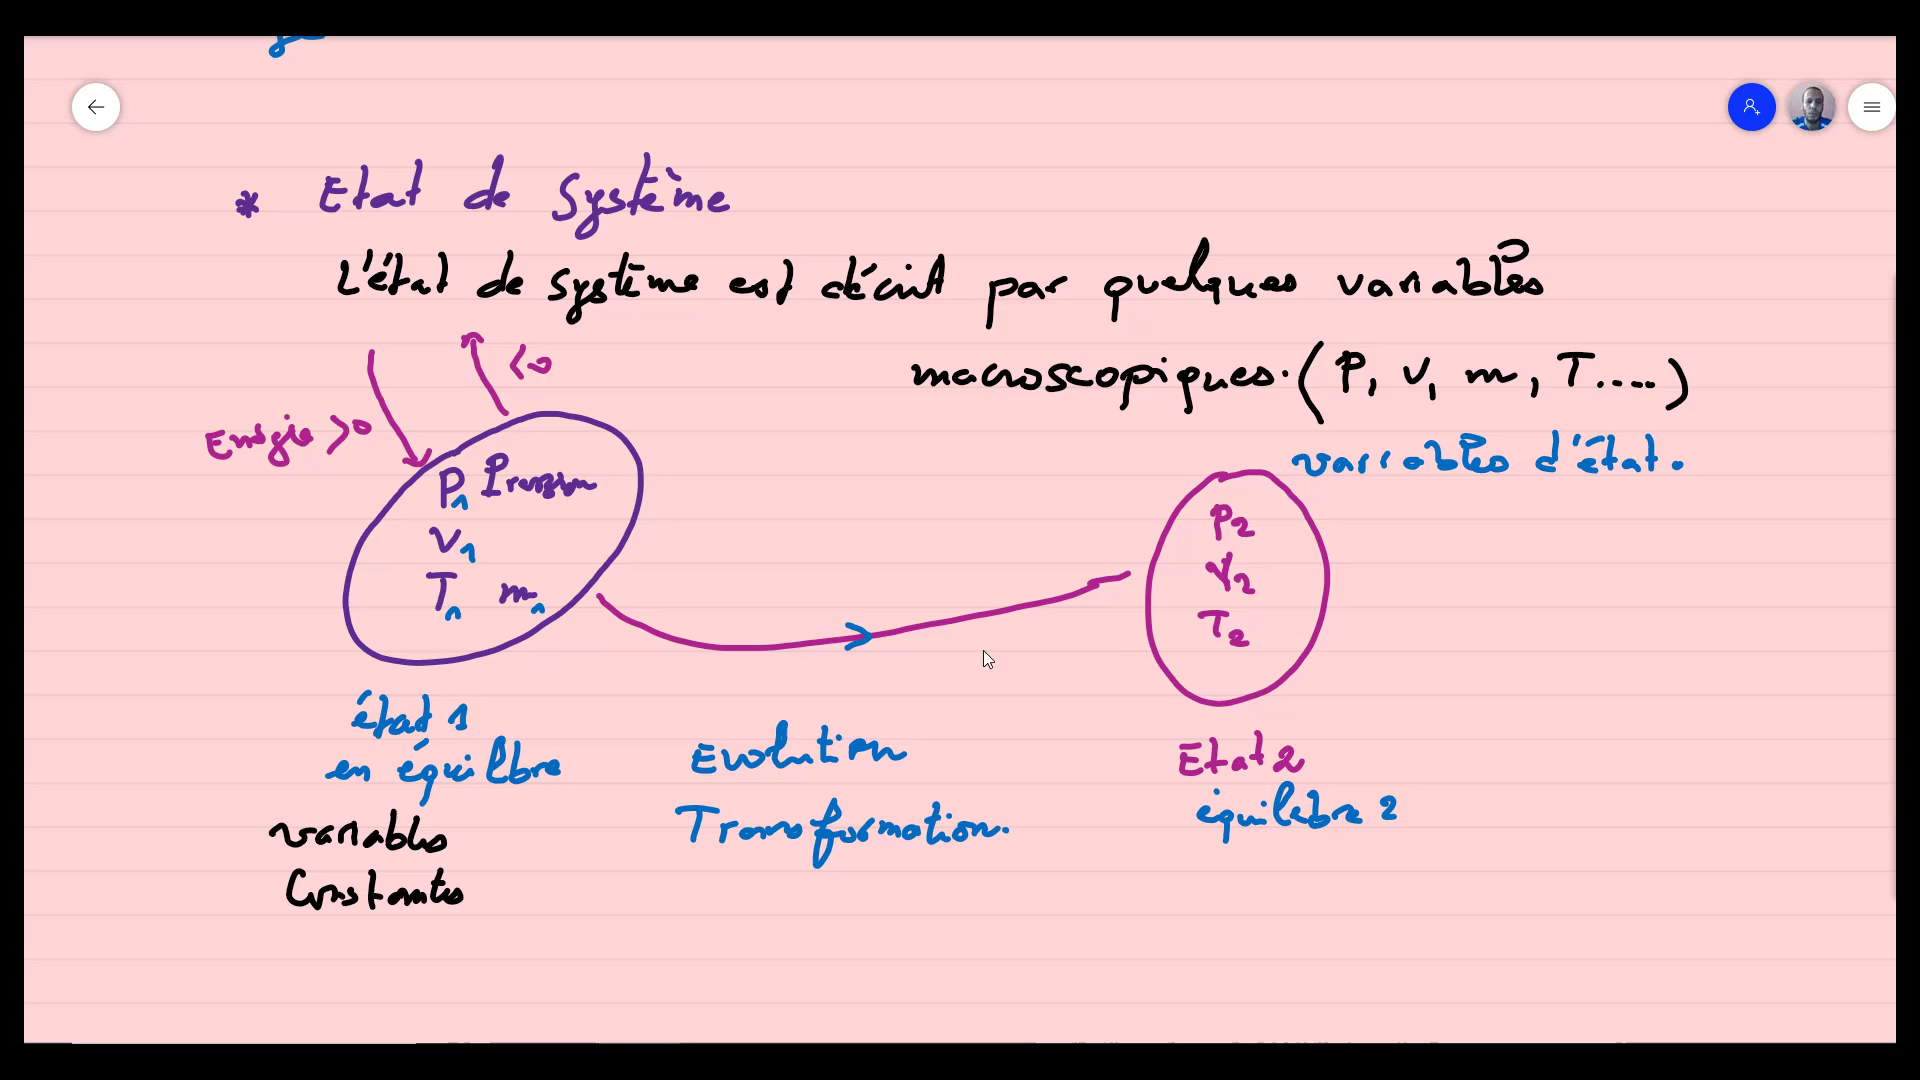 * Etat de Système
L'état de système est décrit par quelques variables
macroscopiques. (P, V, m, T....)
variables d'état.
<0
Energie >0
P1 Pression
V1
T1 m1
P2
V2
T2
état 1
en équilbre
variables
Constantes
Evolution
Transformation.
Etat 2
équilibre 2